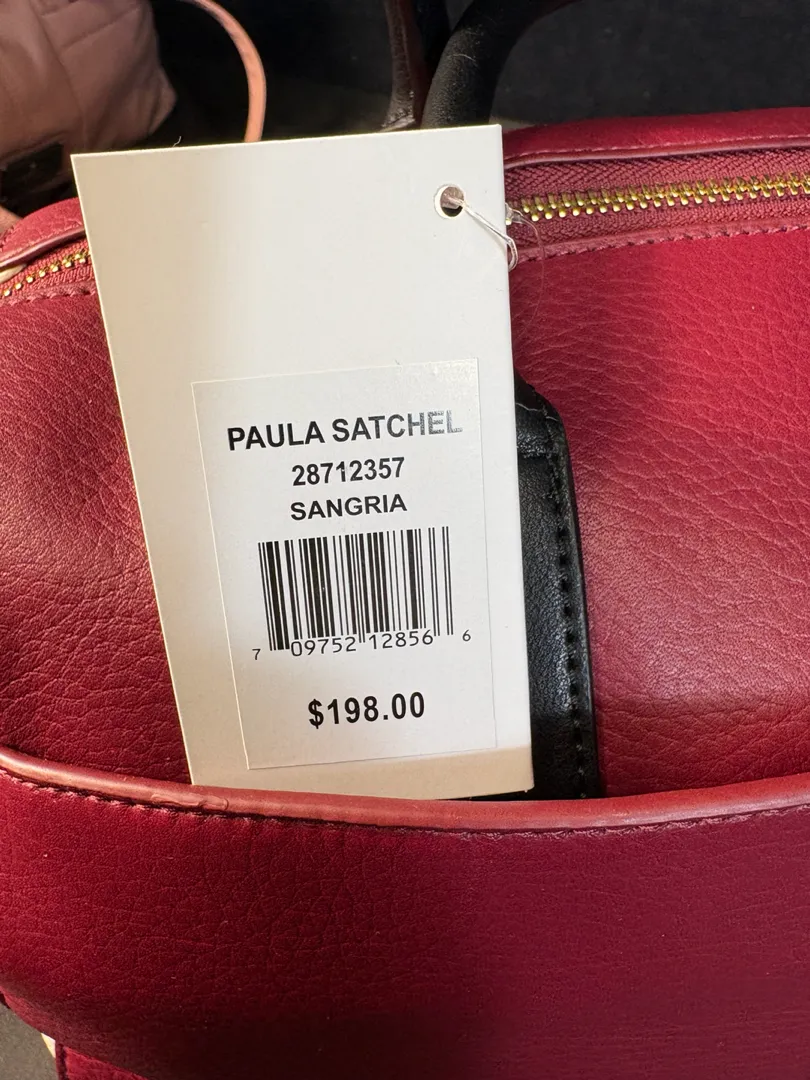 PAULA SATCHEL
28712357
SANGRIA
7 09752 12856 6
$198.00